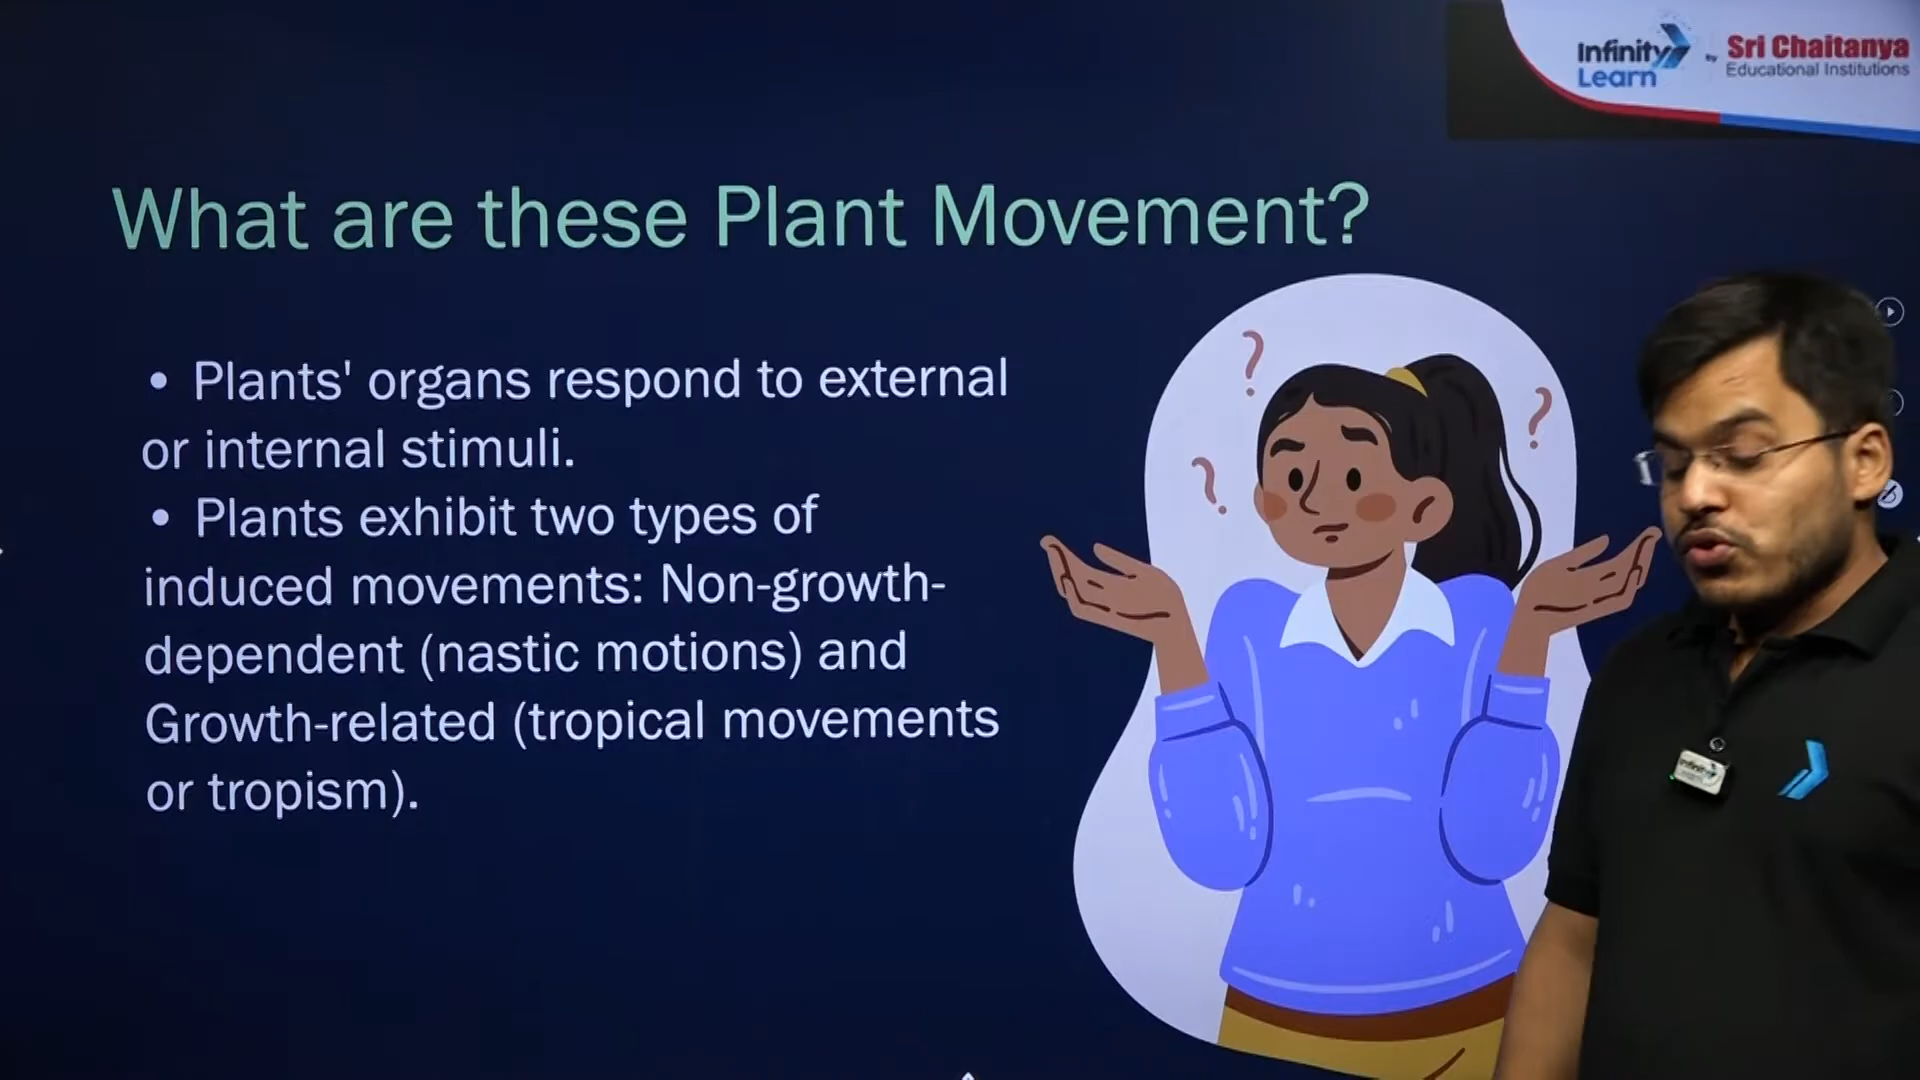 Infinity
Learn
by
Sri Chaitanya
Educational Institutions
What are these Plant Movement?
• Plants' organs respond to external
or internal stimuli.
• Plants exhibit two types of
induced movements: Non-growth-
dependent (nastic motions) and
Growth-related (tropical movements
or tropism).
? ? ?